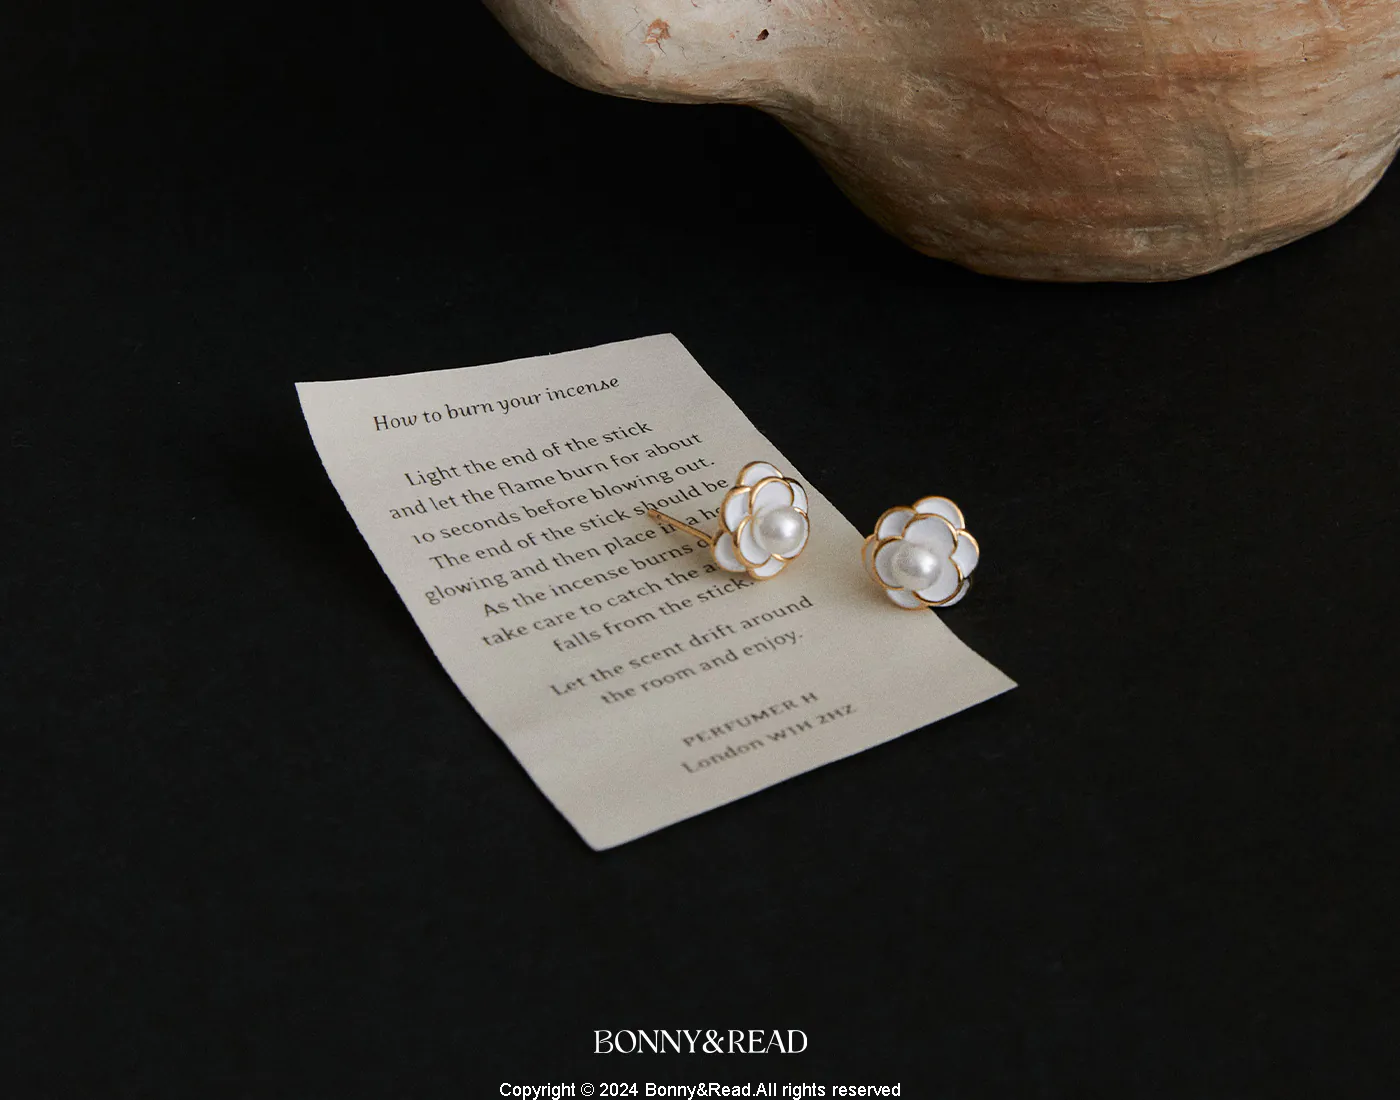 How to burn your incense
Light the end of the stick
and let the flame burn for about
10 seconds before blowing out.
The end of the stick should be
glowing and then place in a
As the incense burns
take care to catch the
falls from the stick.
Let the scent drift around
the room and enjoy.
PERFUMER H
London W1H 2HZ
BONNY&READ
Copyright © 2024 Bonny&Read.All rights reserved